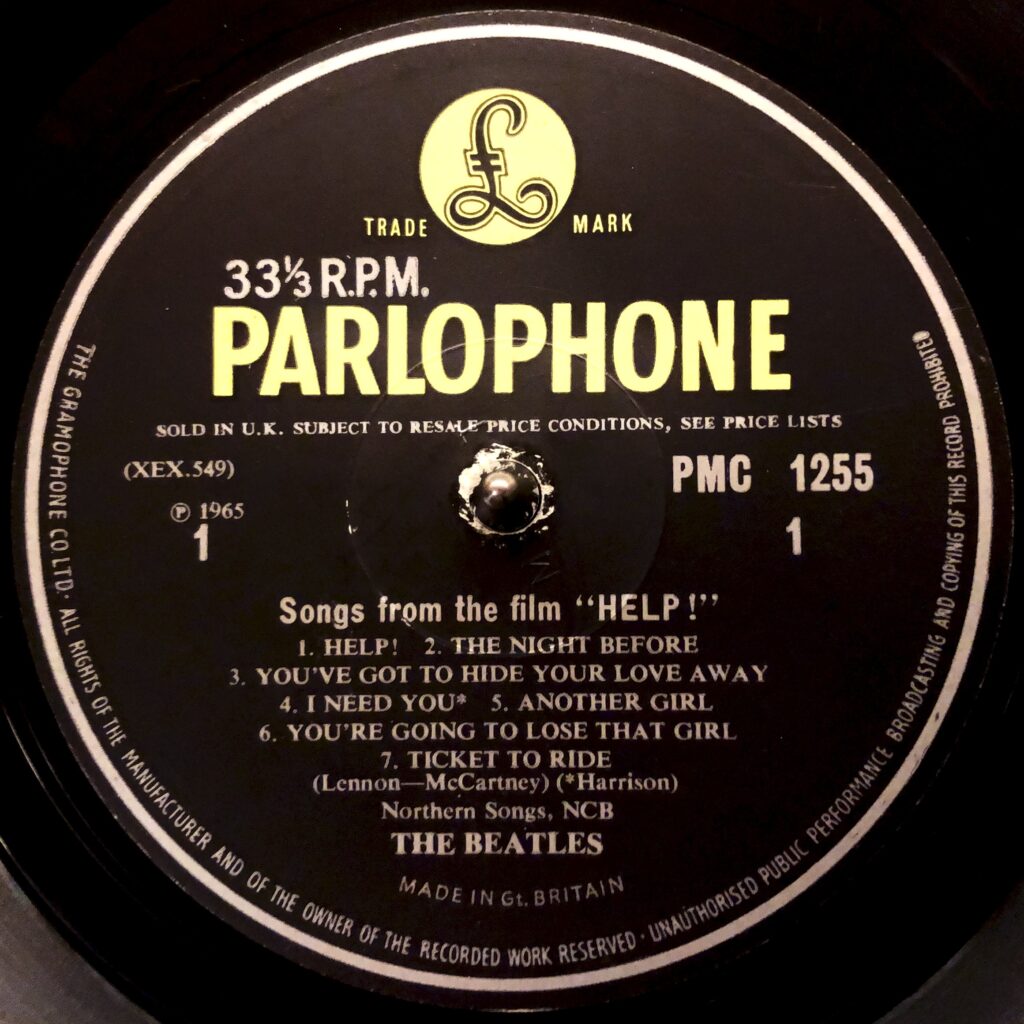 £
TRADE MARK
33⅓ R.P.M.
PARLOPHONE
SOLD IN U.K. SUBJECT TO RESALE PRICE CONDITIONS, SEE PRICE LISTS
(XEX.549)
PMC 1255
℗ 1965
1
1
Songs from the film “HELP!”
1. HELP! 2. THE NIGHT BEFORE
3. YOU'VE GOT TO HIDE YOUR LOVE AWAY
4. I NEED YOU* 5. ANOTHER GIRL
6. YOU'RE GOING TO LOSE THAT GIRL
7. TICKET TO RIDE
(Lennon—McCartney) (*Harrison)
Northern Songs, NCB
THE BEATLES
MADE IN Gt. BRITAIN
THE GRAMOPHONE CO. LTD. · ALL RIGHTS OF THE MANUFACTURER AND OF THE OWNER OF THE RECORDED WORK RESERVED · UNAUTHORISED PUBLIC PERFORMANCE BROADCASTING AND COPYING OF THIS RECORD PROHIBITED